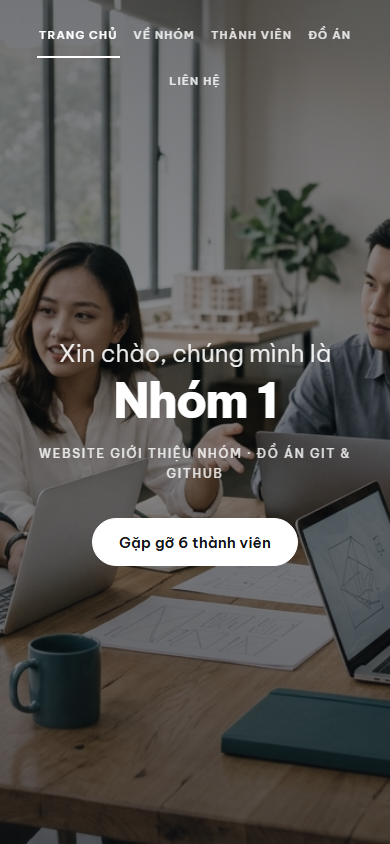 TRANG CHỦ VỀ NHÓM THÀNH VIÊN ĐỒ ÁN
LIÊN HỆ
Xin chào, chúng mình là
Nhóm 1
WEBSITE GIỚI THIỆU NHÓM · ĐỒ ÁN GIT &
GITHUB
Gặp gỡ 6 thành viên